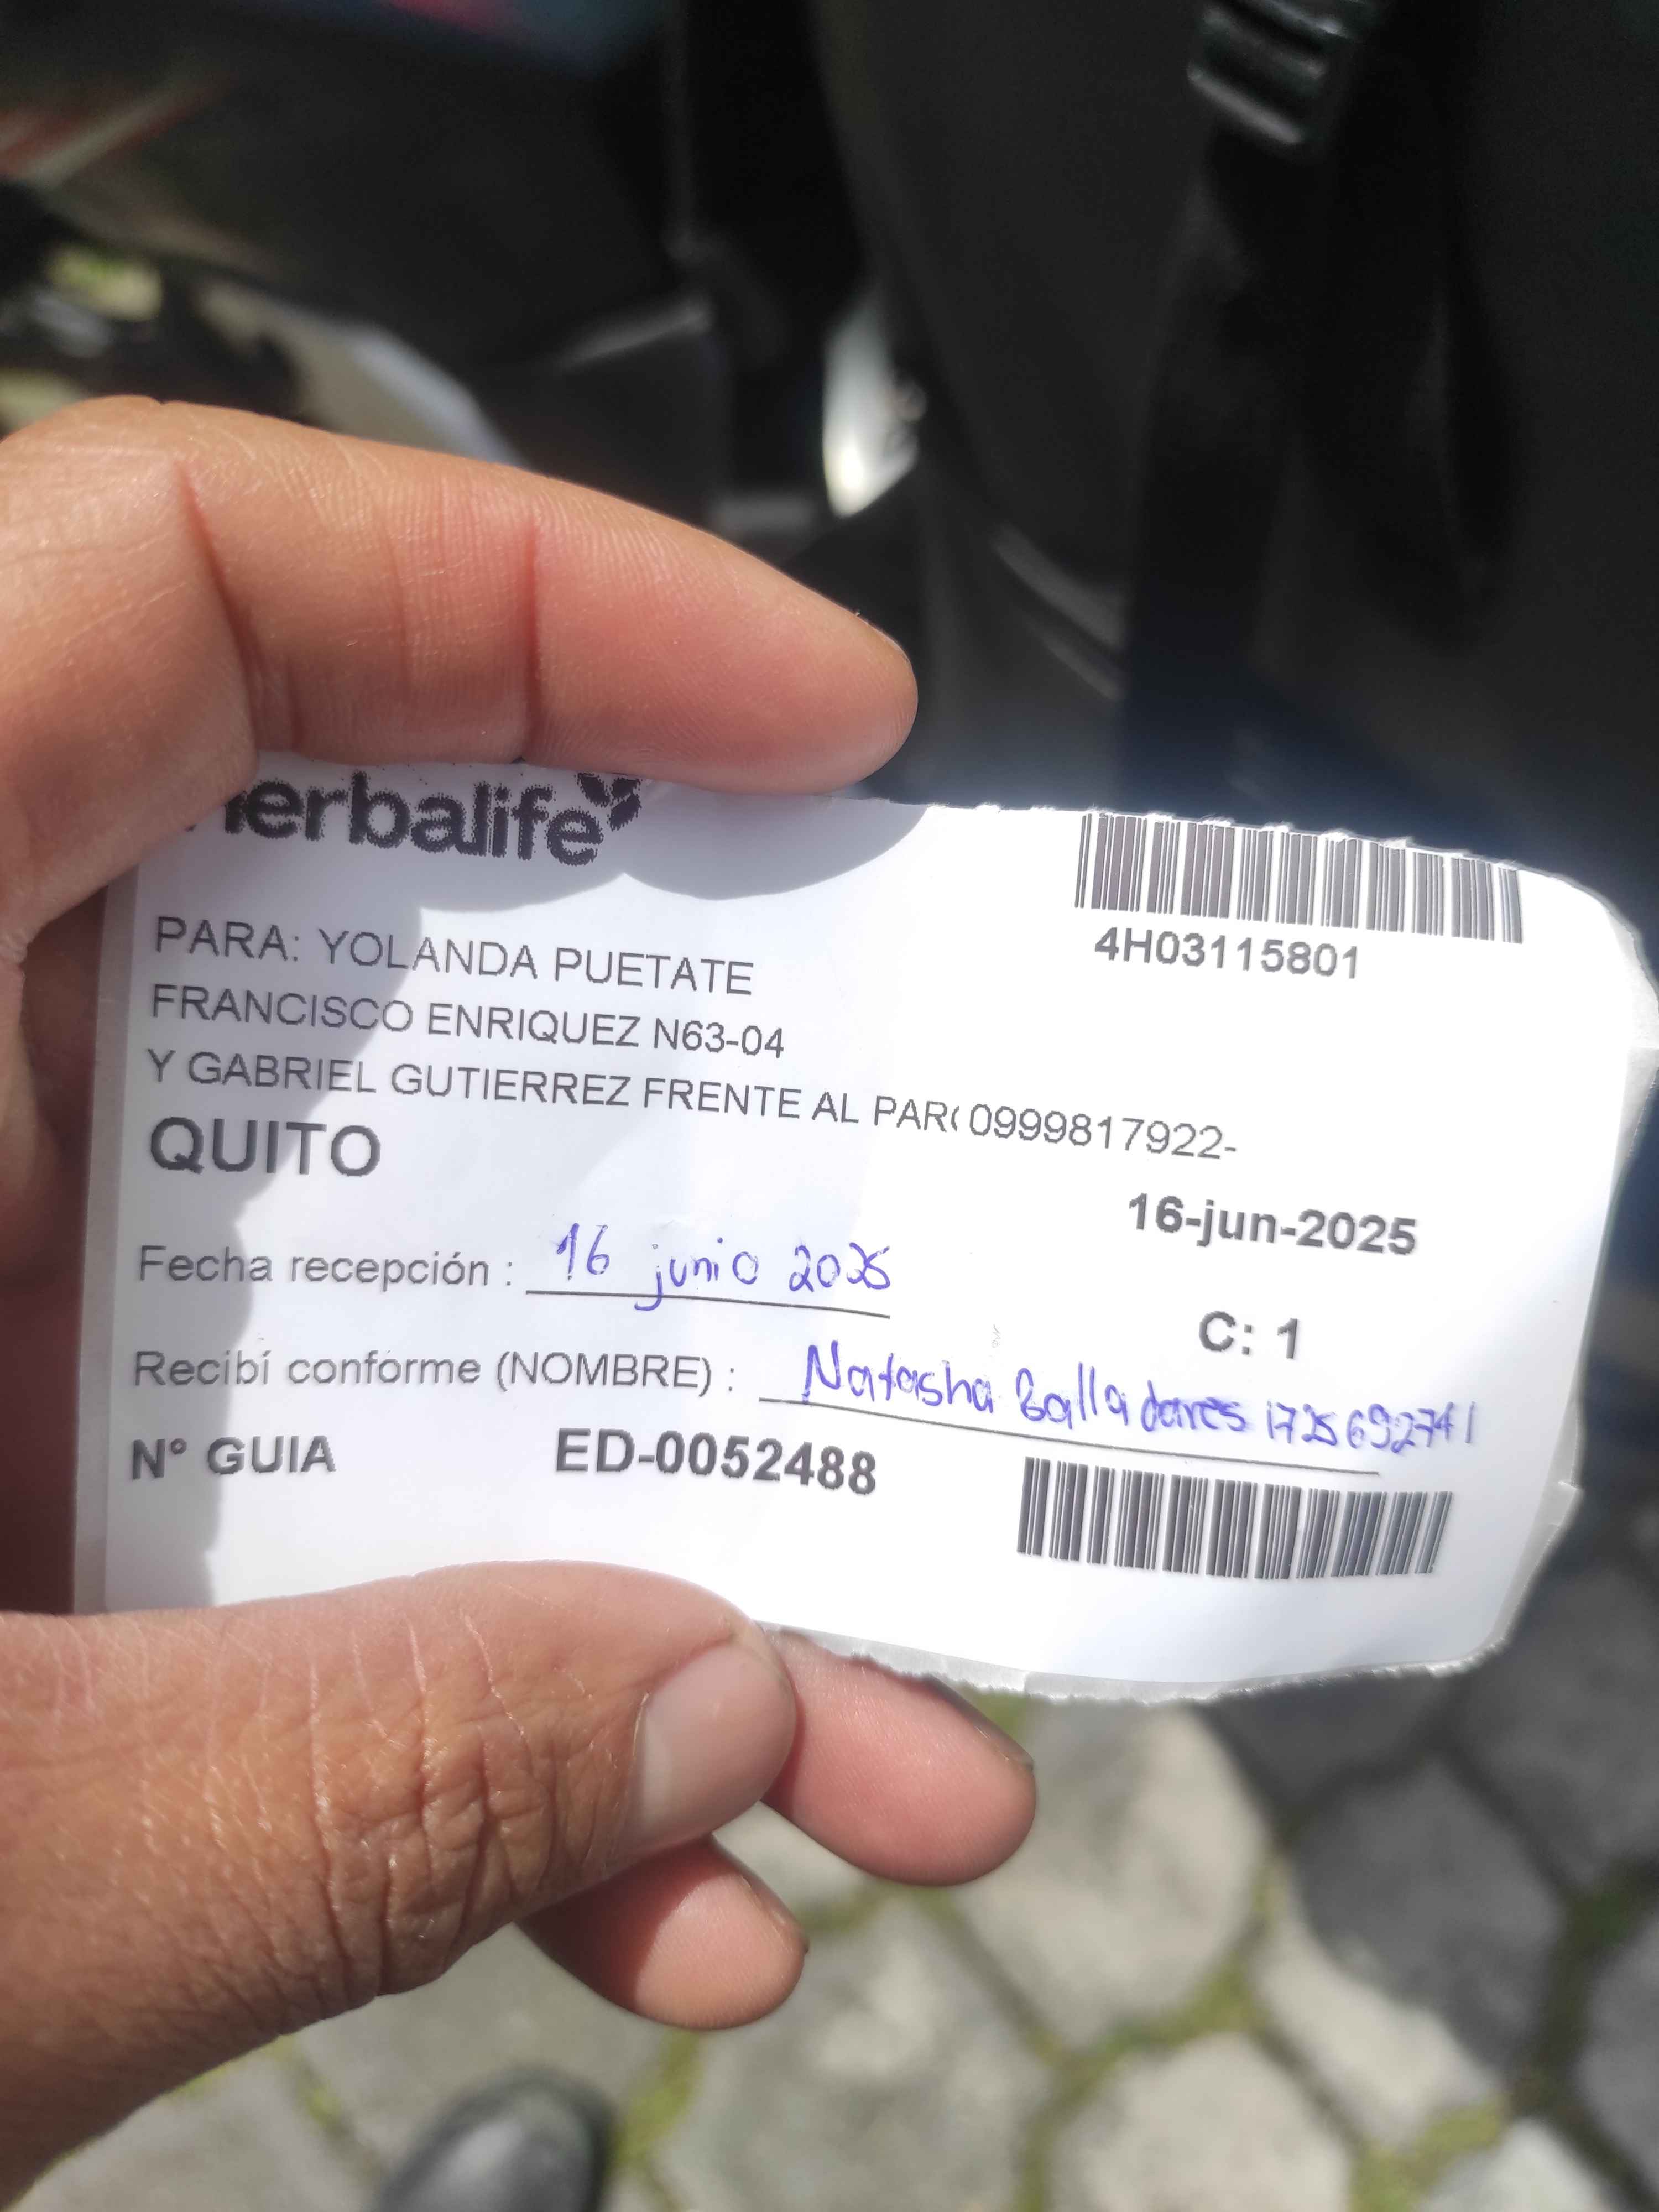 herbalife
4H03115801
PARA: YOLANDA PUETATE
FRANCISCO ENRIQUEZ N63-04
Y GABRIEL GUTIERREZ FRENTE AL PAR 0999817922-
QUITO
16-jun-2025
Fecha recepción : 16 junio 2025
C: 1
Recibí conforme (NOMBRE) : Natasha Balladares 1725692741
Nº GUIA ED-0052488